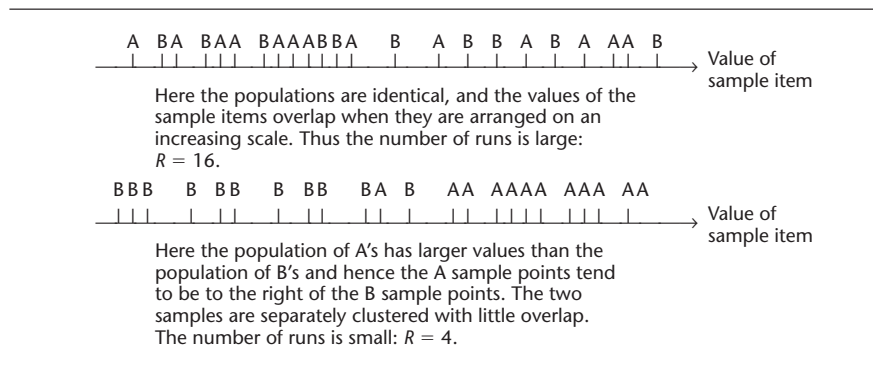 A BA BAA BAAABBA B A B B A B A AA B
Value of
sample item
Here the populations are identical, and the values of the
sample items overlap when they are arranged on an
increasing scale. Thus the number of runs is large:
R = 16.
BBB B BB B BB BA B AA AAAA AAA AA
Value of
sample item
Here the population of A's has larger values than the
population of B's and hence the A sample points tend
to be to the right of the B sample points. The two
samples are separately clustered with little overlap.
The number of runs is small: R = 4.